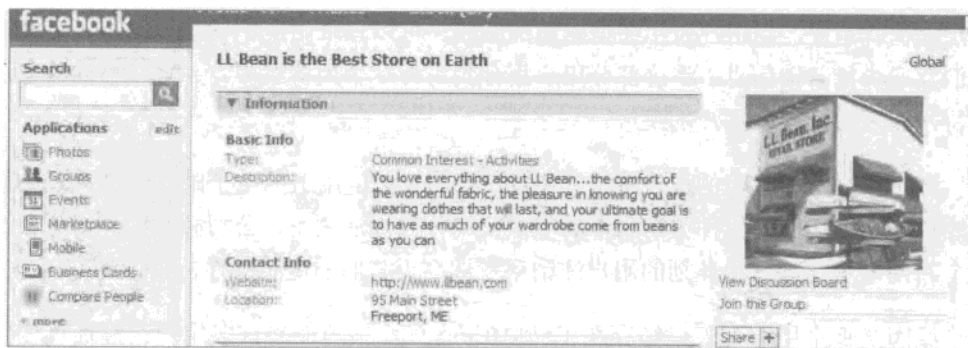 facebook
Search
Applications edit
Photos
Groups
Events
Marketplace
Mobile
Business Cards
Compare People
more
LL Bean is the Best Store on Earth
Global
▼ Information
Basic Info
Type: Common Interest - Activities
Description: You love everything about LL Bean...the comfort of
the wonderful fabric, the pleasure in knowing you are
wearing clothes that will last, and your ultimate goal is
to have as much of your wardrobe come from beans
as you can
Contact Info
Website: http://www.llbean.com
Location: 95 Main Street
Freeport, ME
L.L. Bean, Inc.
RETAIL STORE
View Discussion Board
Join this Group
Share +